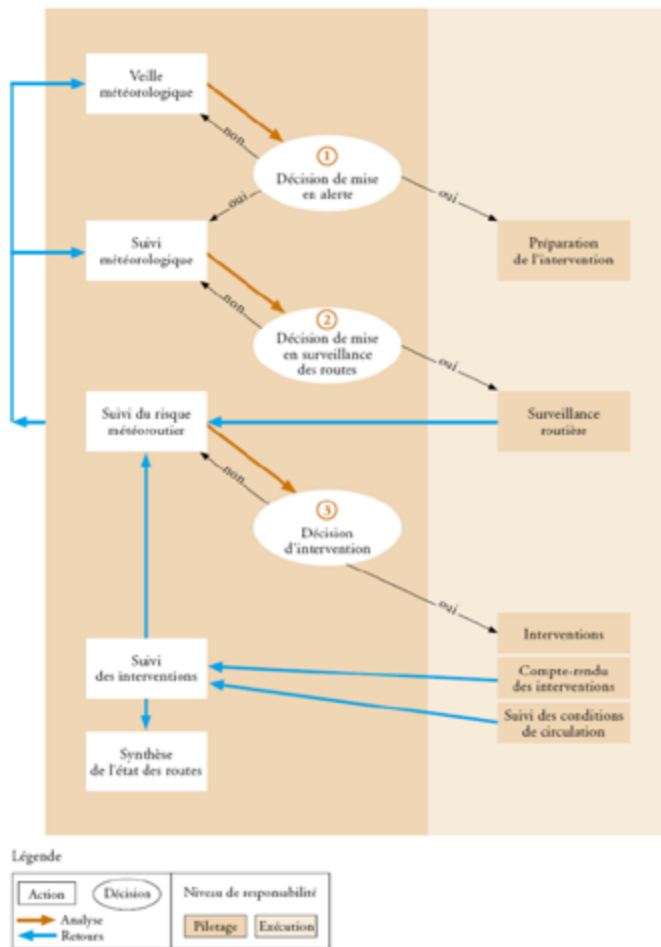 Veille
météorologique
non
①
Décision de mise
en alerte
oui
oui
Suivi
météorologique
Préparation
de l'intervention
non
②
Décision de mise
en surveillance
des routes
oui
Suivi du risque
météoroutier
Surveillance
routière
non
③
Décision
d'intervention
oui
Interventions
Suivi
des interventions
Compte-rendu
des interventions
Suivi des conditions
de circulation
Synthèse
de l'état des routes
Légende
Action
Décision
Analyse
Retours
Niveau de responsabilité
Pilotage
Exécution